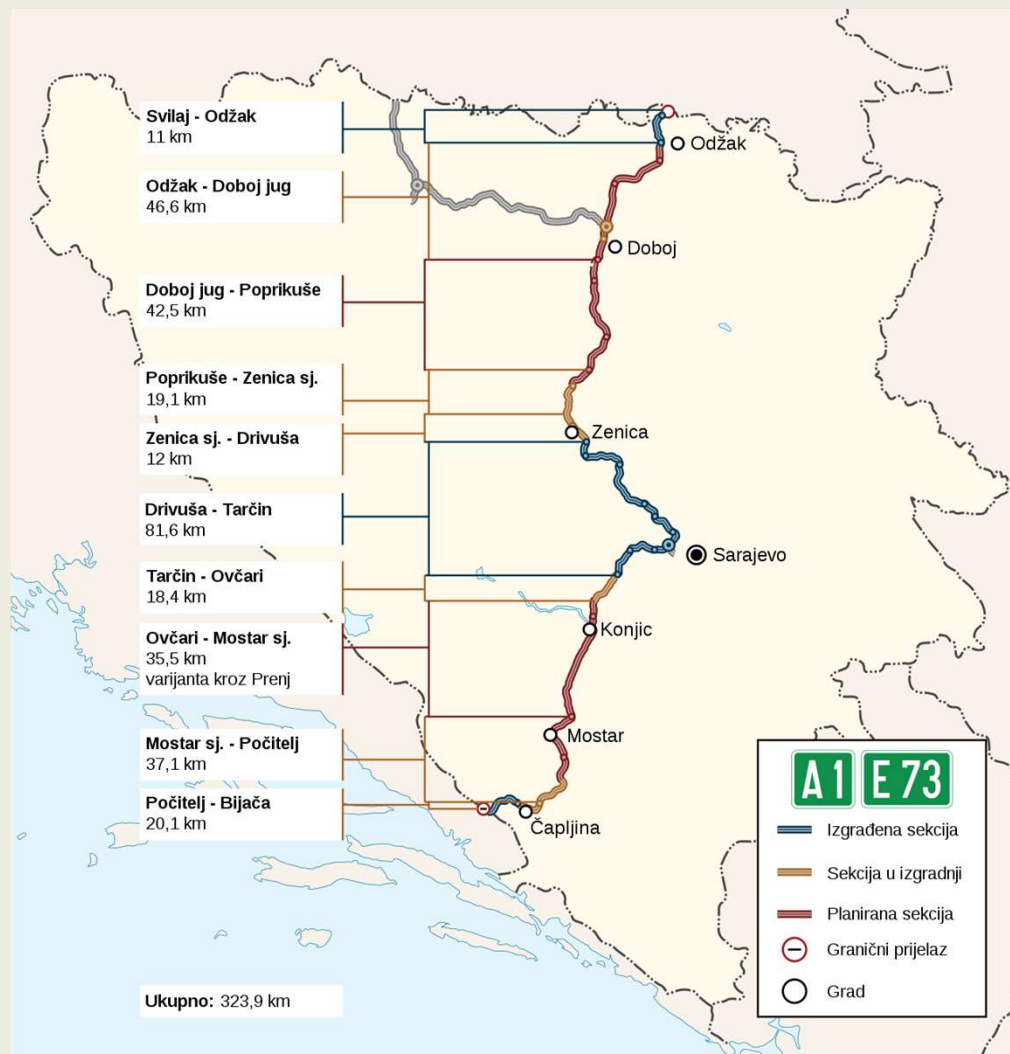 Svilaj - Odžak
11 km
Odžak - Doboj jug
46,6 km
Doboj jug - Poprikuše
42,5 km
Poprikuše - Zenica sj.
19,1 km
Zenica sj. - Drivuša
12 km
Drivuša - Tarčin
81,6 km
Tarčin - Ovčari
18,4 km
Ovčari - Mostar sj.
35,5 km
varijanta kroz Prenj
Mostar sj. - Počitelj
37,1 km
Počitelj - Bijača
20,1 km
Ukupno: 323,9 km
Odžak
Doboj
Zenica
Sarajevo
Konjic
Mostar
Čapljina
A1 E 73
Izgrađena sekcija
Sekcija u izgradnji
Planirana sekcija
Granični prijelaz
Grad